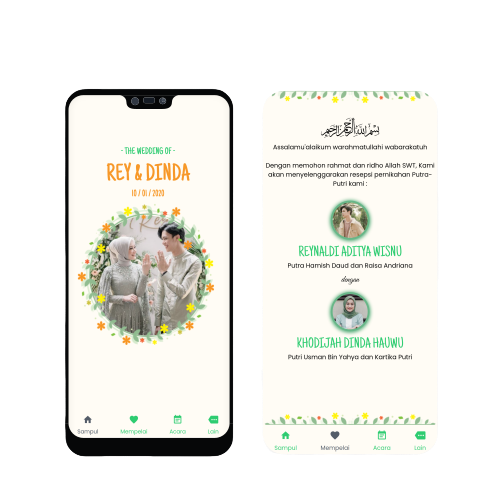 - THE WEDDING OF -
REY & DINDA
10 / 01 / 2020
Sampul
Mempelai
Acara
Lain
بِسْمِ اللَّهِ الرَّحْمَنِ الرَّحِيمِ
Assalamu'alaikum warahmatullahi wabarakatuh
Dengan memohon rahmat dan ridho Allah SWT, Kami
akan menyelenggarakan resepsi pernikahan Putra-
Putri kami :
REYNALDI ADITYA WISNU
Putra Hamish Daud dan Raisa Andriana
dengan
KHODIJAH DINDA HAUWU
Putri Usman Bin Yahya dan Kartika Putri
Sampul
Mempelai
Acara
Lain